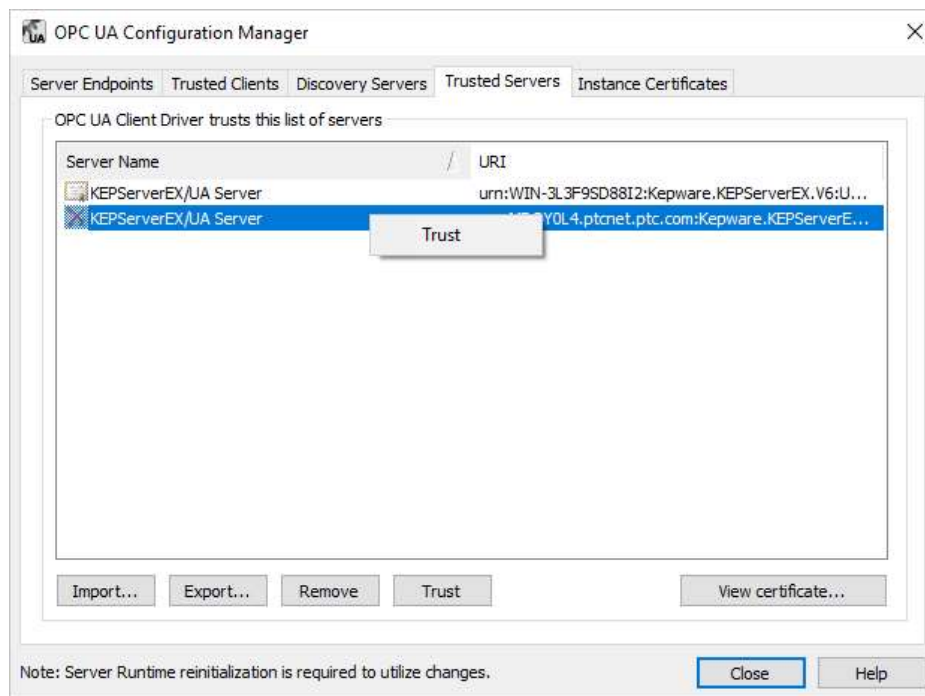 OPC UA Configuration Manager
Server Endpoints Trusted Clients Discovery Servers Trusted Servers Instance Certificates
OPC UA Client Driver trusts this list of servers
Server Name / URI
KEPServerEX/UA Server urn:WIN-3L3F9SD88I2:Kepware.KEPServerEX.V6:U...
KEPServerEX/UA Server Y0L4.ptcnet.ptc.com:Kepware.KEPServerE...
Trust
Import... Export... Remove Trust View certificate...
Note: Server Runtime reinitialization is required to utilize changes.
Close Help